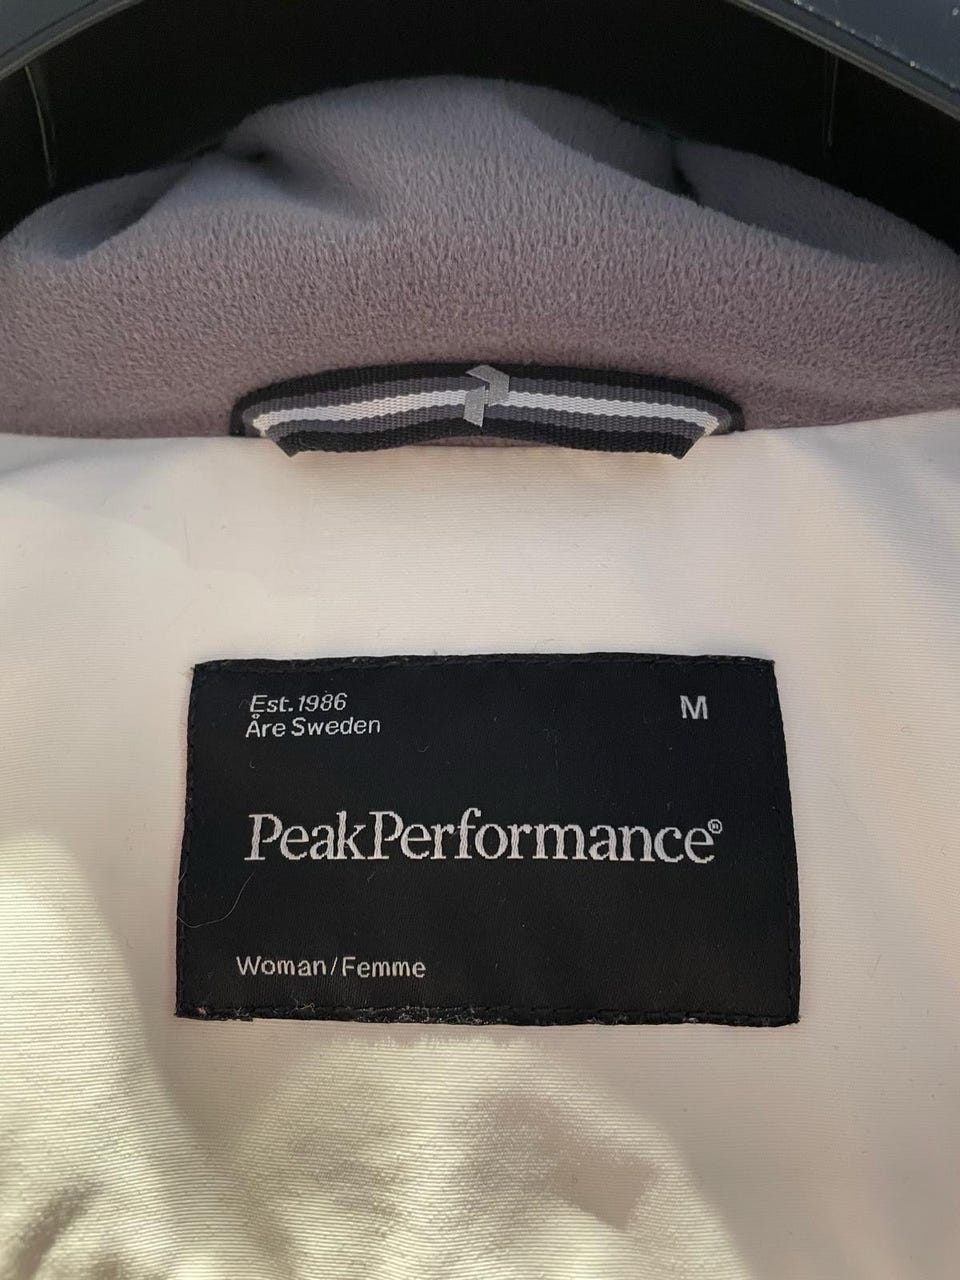 Est. 1986
Åre Sweden
M
PeakPerformance®
Woman/Femme